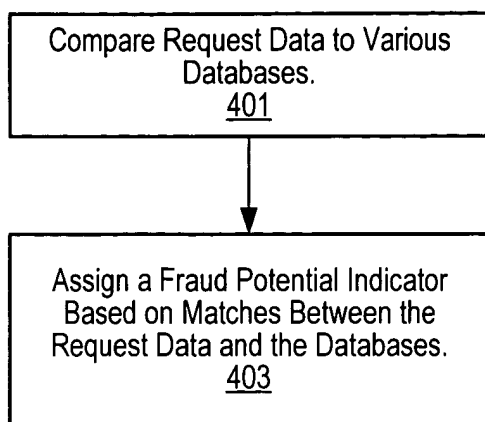 Compare Request Data to Various
Databases.
401
Assign a Fraud Potential Indicator
Based on Matches Between the
Request Data and the Databases.
403